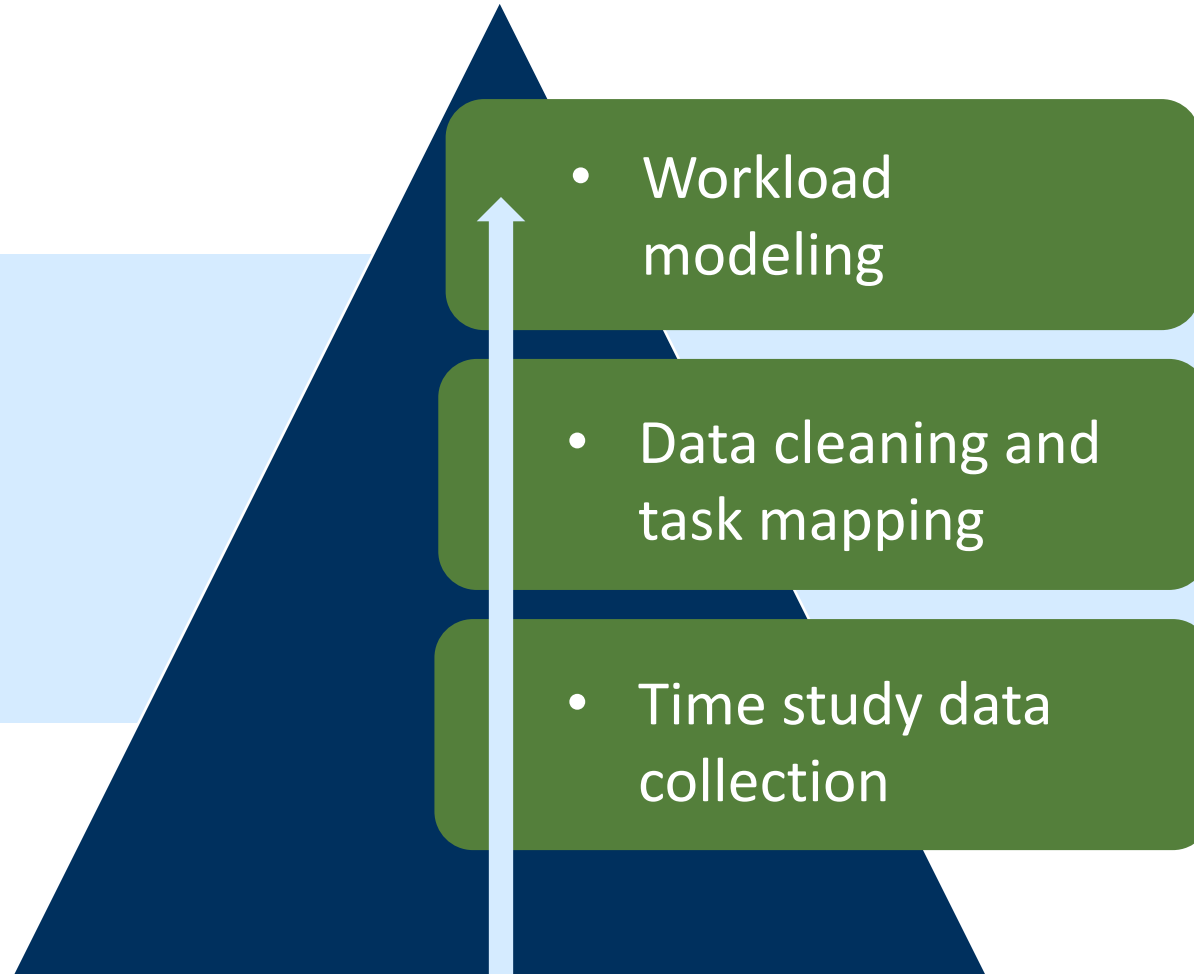 • Workload
modeling
• Data cleaning and
task mapping
• Time study data
collection